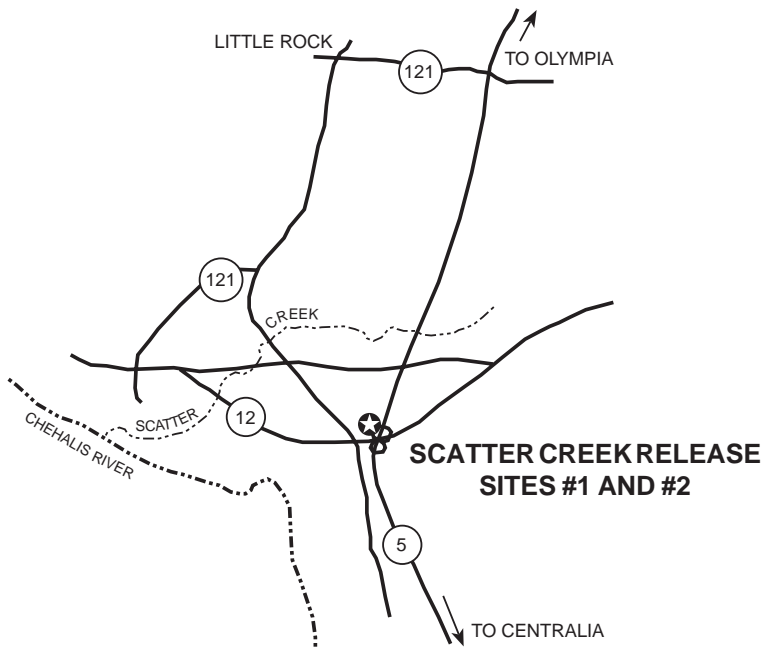 LITTLE ROCK
121
TO OLYMPIA
121
CREEK
SCATTER
12
CHEHALIS RIVER
SCATTER CREEK RELEASE
SITES #1 AND #2
5
TO CENTRALIA